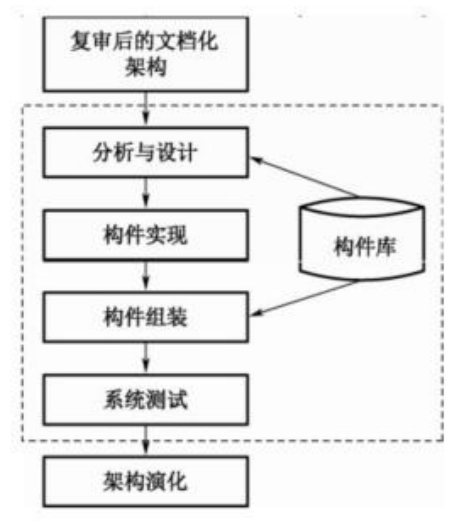 复审后的文档化
架构
分析与设计
构件实现
构件库
构件组装
系统测试
架构演化